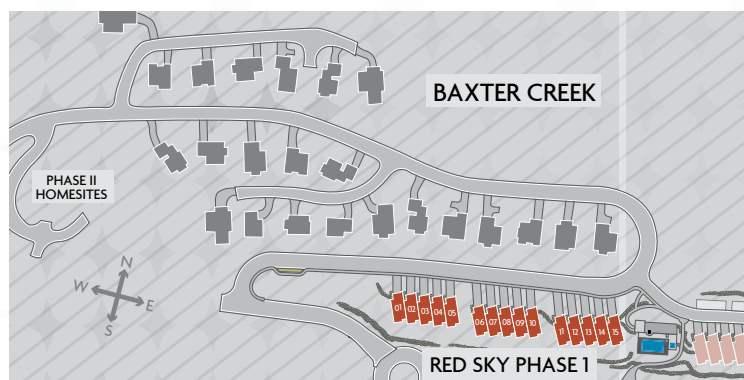 BAXTER CREEK
PHASE II
HOMESITES
N
W
E
S
01 02 03 04 05
06 07 08 09 10
11 12 13 14 15
RED SKY PHASE 1